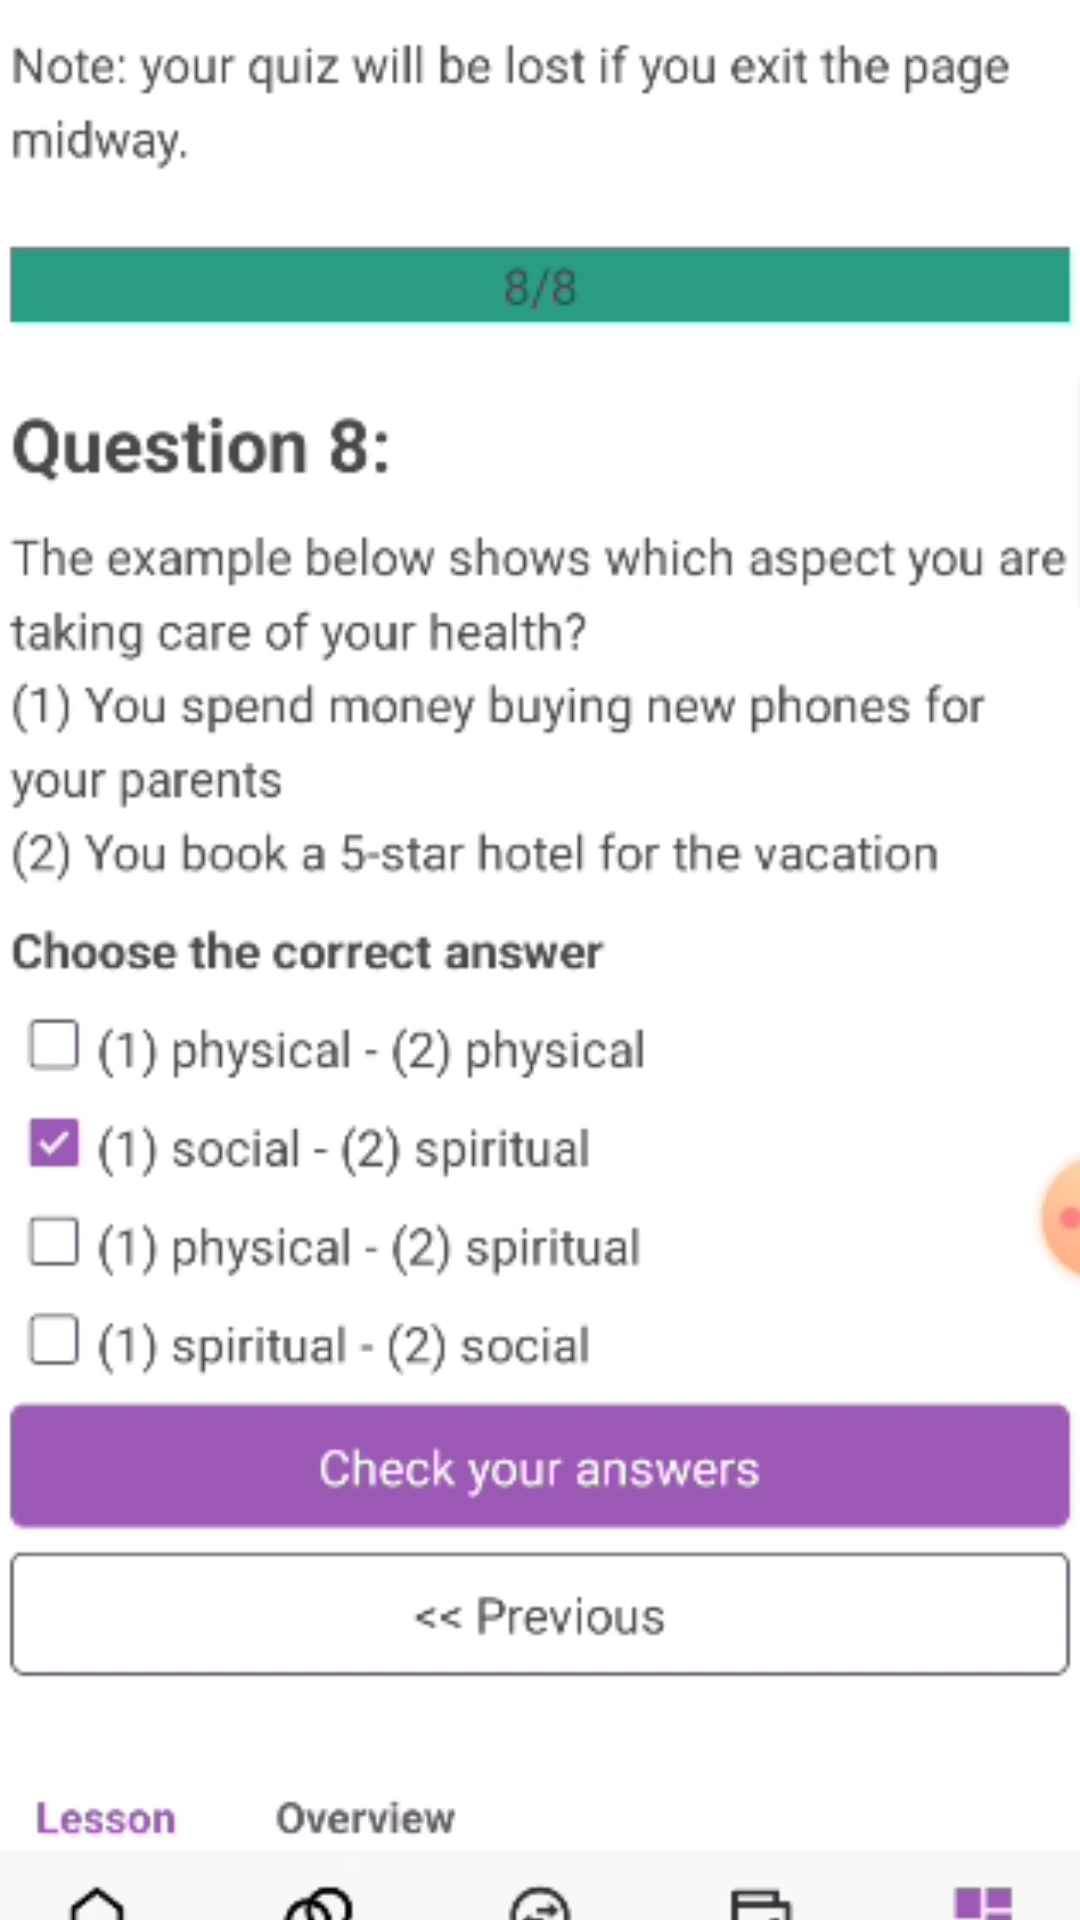 Note: your quiz will be lost if you exit the page
midway.
8/8
Question 8:
The example below shows which aspect you are
taking care of your health?
(1) You spend money buying new phones for
your parents
(2) You book a 5-star hotel for the vacation
Choose the correct answer
(1) physical - (2) physical
(1) social - (2) spiritual
(1) physical - (2) spiritual
(1) spiritual - (2) social
Check your answers
<< Previous
Lesson Overview